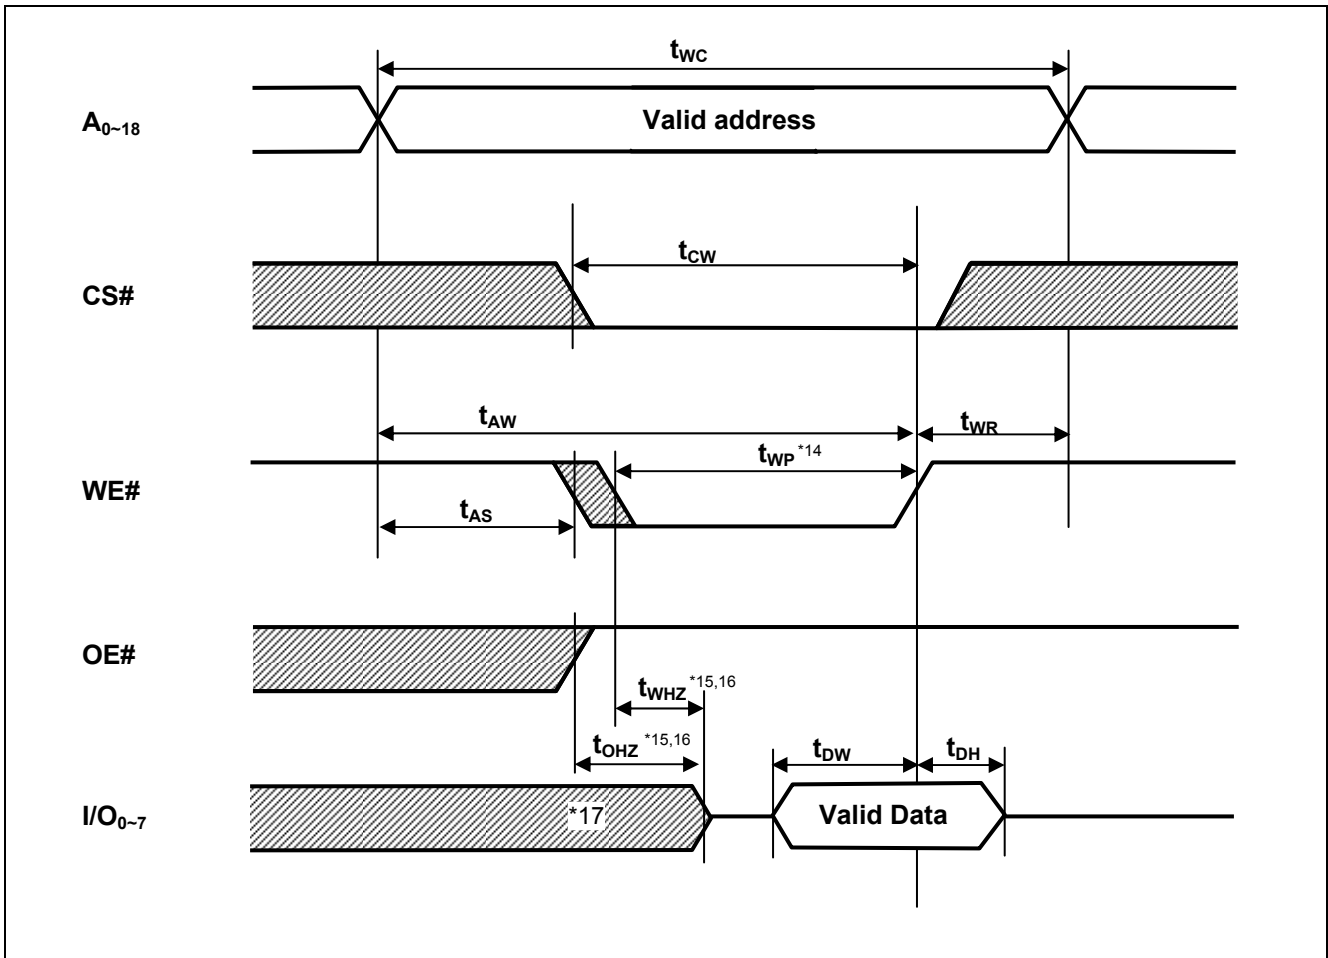 tWC
A0~18
Valid address
tCW
CS#
tAW
tWR
tWP *14
WE#
tAS
OE#
tWHZ *15,16
tOHZ *15,16
tDW
tDH
I/O0~7
*17
Valid Data